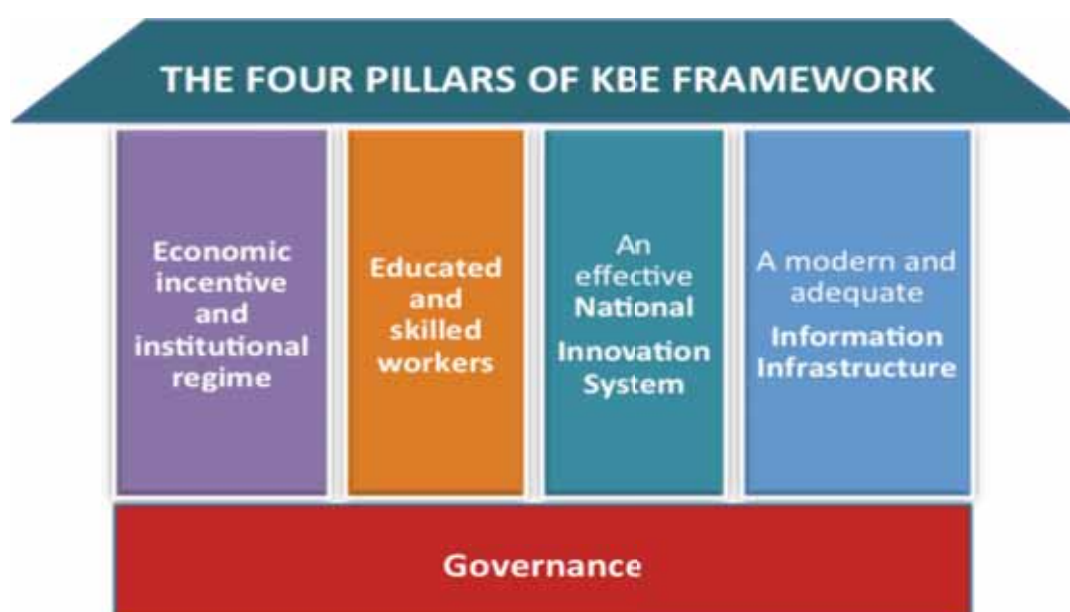 THE FOUR PILLARS OF KBE FRAMEWORK
Economic
incentive
and
institutional
regime
Educated
and
skilled
workers
An
effective
National
Innovation
System
A modern and
adequate
Information
Infrastructure
Governance